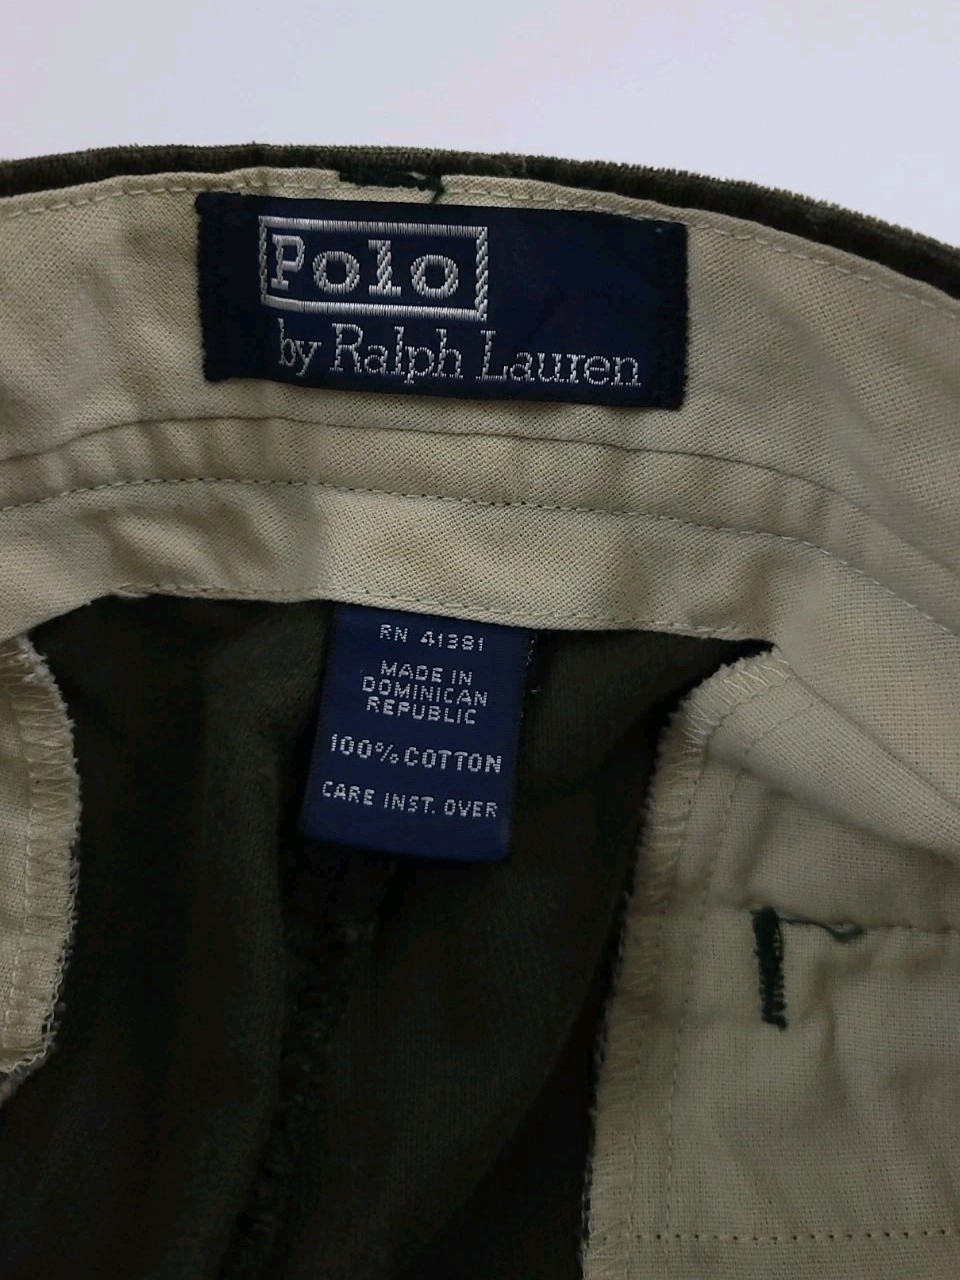 Polo
by Ralph Lauren
RN 41381
MADE IN
DOMINICAN
REPUBLIC
100% COTTON
CARE INST. OVER